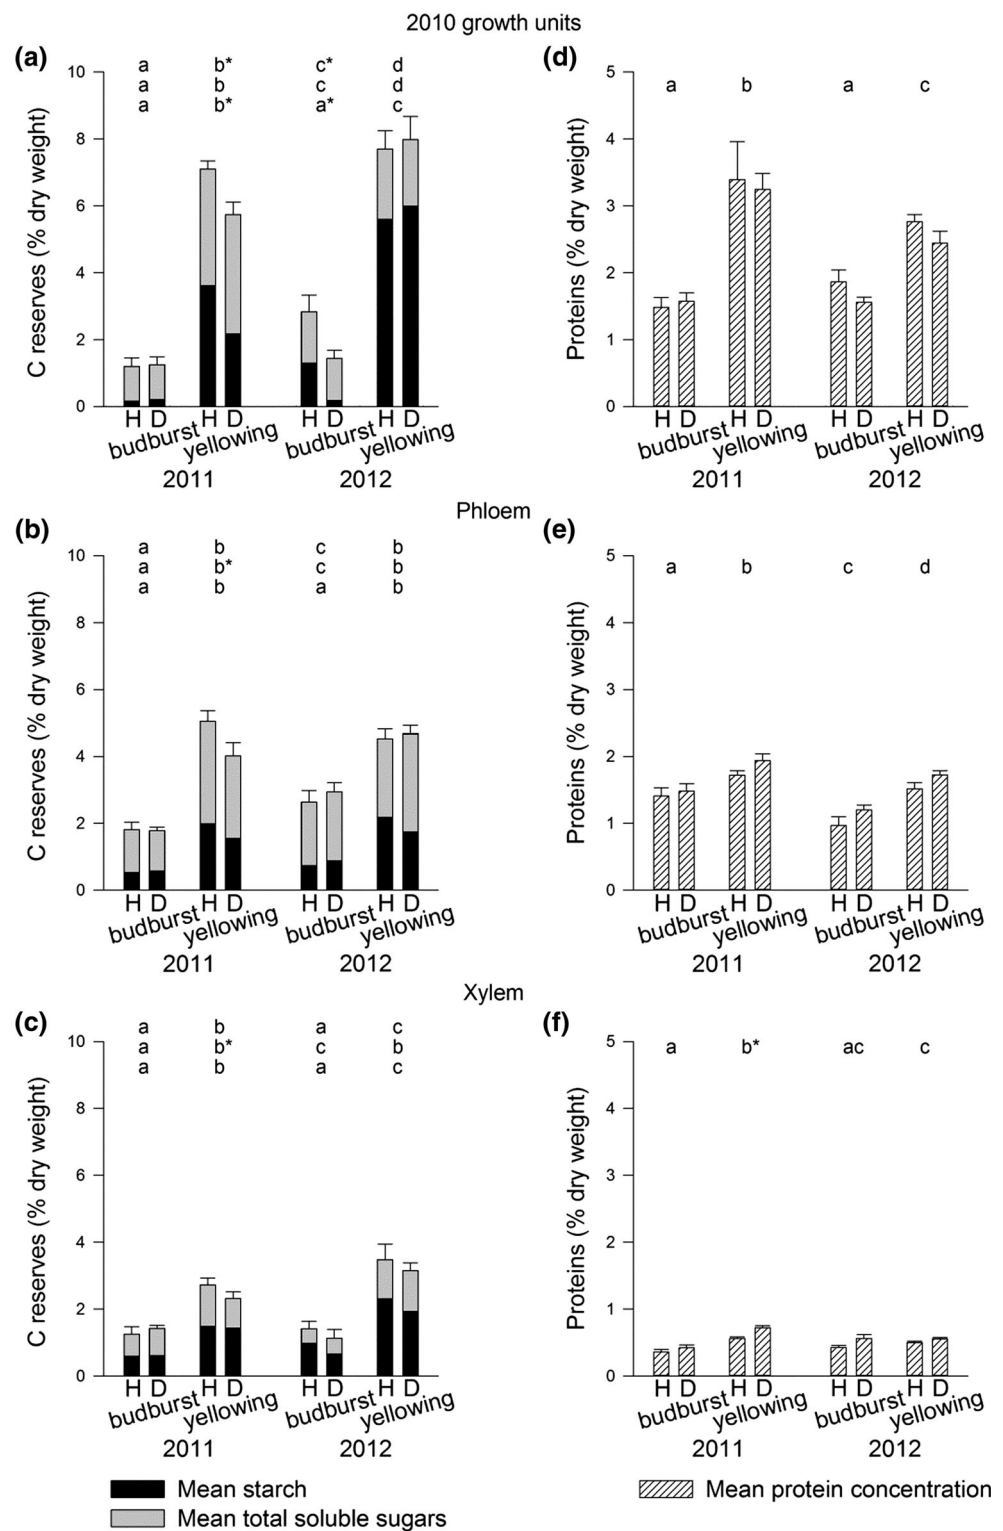 2010 growth units
(a)
a b* c* d
a b c d
a b* a* c
10
8
6
4
2
0
C reserves (% dry weight)
H D H D H D H D
budburst yellowing budburst yellowing
2011 2012
(d)
a b a c
5
4
3
2
1
0
Proteins (% dry weight)
H D H D H D H D
budburst yellowing budburst yellowing
2011 2012
Phloem
(b)
a b c b
a b* c b
a b a b
10
8
6
4
2
0
C reserves (% dry weight)
H D H D H D H D
budburst yellowing budburst yellowing
2011 2012
(e)
a b c d
5
4
3
2
1
0
Proteins (% dry weight)
H D H D H D H D
budburst yellowing budburst yellowing
2011 2012
Xylem
(c)
a b a c
a b* c b
a b a c
10
8
6
4
2
0
C reserves (% dry weight)
H D H D H D H D
budburst yellowing budburst yellowing
2011 2012
(f)
a b* ac c
5
4
3
2
1
0
Proteins (% dry weight)
H D H D H D H D
budburst yellowing budburst yellowing
2011 2012
Mean starch
Mean total soluble sugars
Mean protein concentration